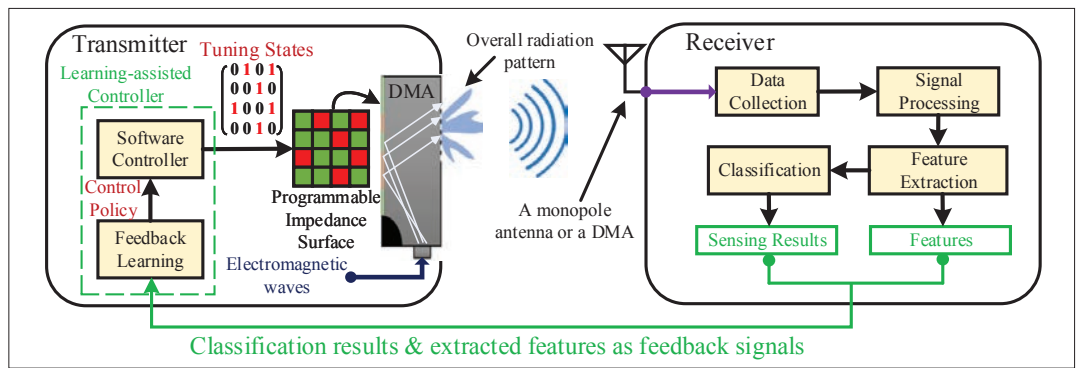 Transmitter
Tuning States
0 1 0 1
0 0 1 0
1 0 0 1
0 0 1 0
Learning-assisted
Controller
Software
Controller
Control
Policy
Feedback
Learning
Programmable
Impedance
Surface
DMA
Electromagnetic
waves
Overall radiation
pattern
A monopole
antenna or a DMA
Receiver
Data
Collection
Signal
Processing
Classification
Feature
Extraction
Sensing Results
Features
Classification results & extracted features as feedback signals